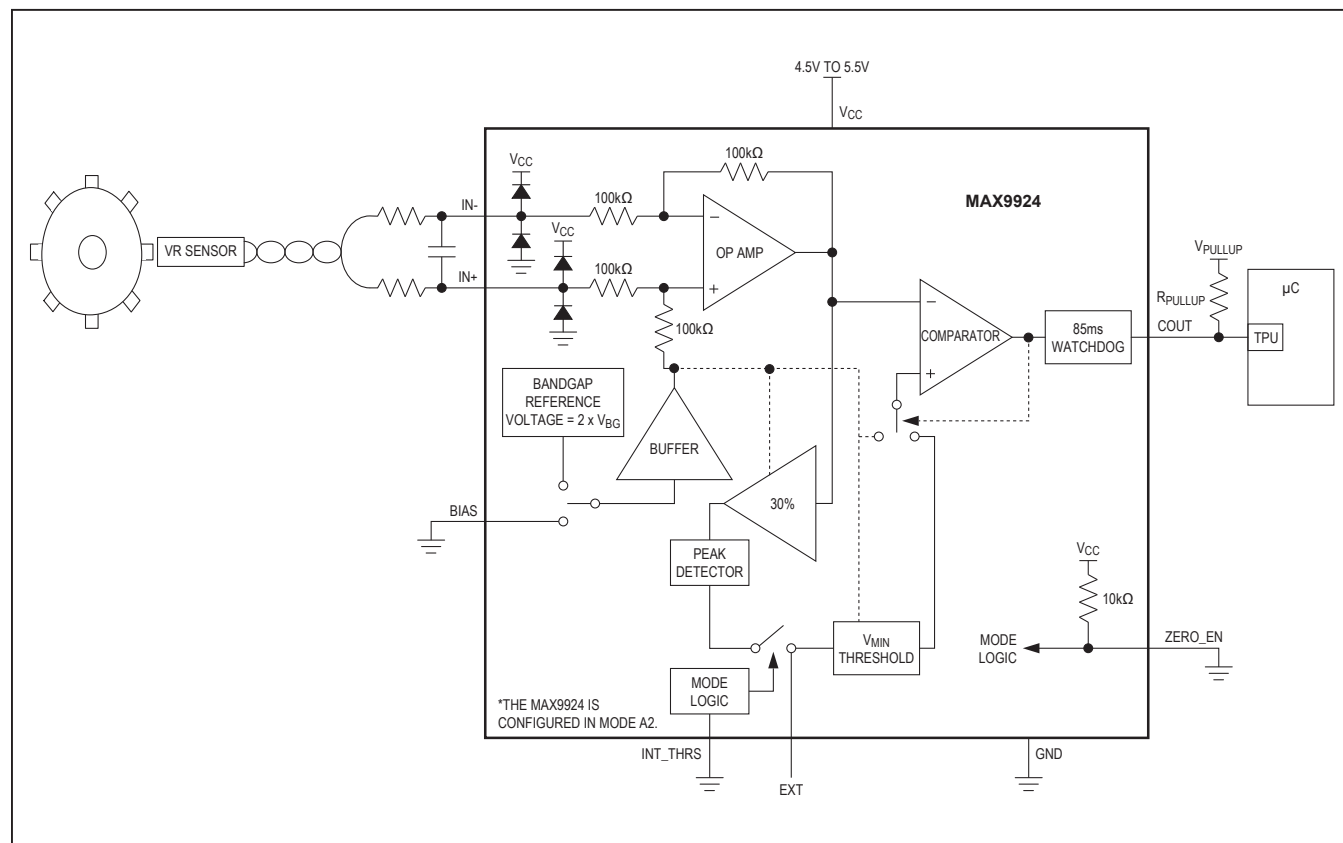 4.5V TO 5.5V
VCC
VCC
100kΩ
MAX9924
IN-
100kΩ
−
VCC
VPULLUP
VR SENSOR
OP AMP
µC
IN+
100kΩ
+
RPULLUP
−
COUT
100kΩ
COMPARATOR
85ms
WATCHDOG
TPU
+
BANDGAP
REFERENCE
VOLTAGE = 2 x VBG
BUFFER
30%
BIAS
PEAK
DETECTOR
VCC
10kΩ
VMIN
THRESHOLD
MODE
LOGIC
ZERO_EN
MODE
LOGIC
*THE MAX9924 IS
CONFIGURED IN MODE A2.
INT_THRS
GND
EXT